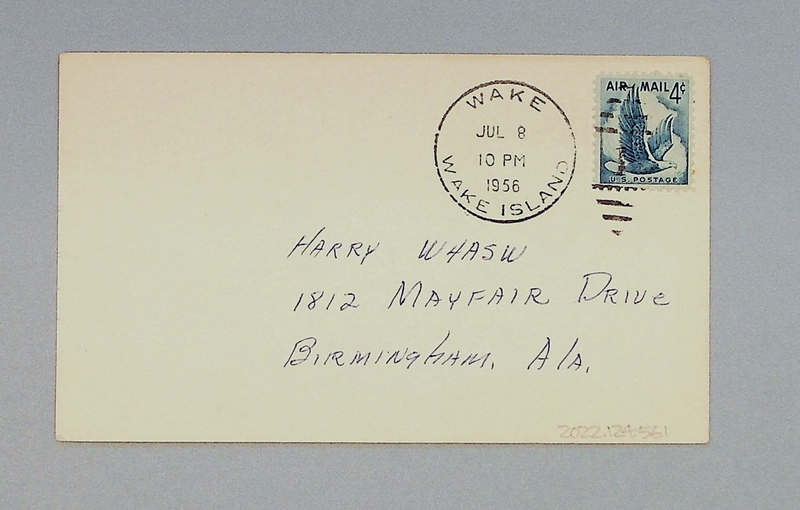 WAKE
JUL 8
10 PM
1956
WAKE ISLAND
AIR MAIL 4¢
U.S. POSTAGE
HARRY W4ASW
1812 MAYFAIR DRIVE
BIRMINGHAM, ALA.
2022.124.561